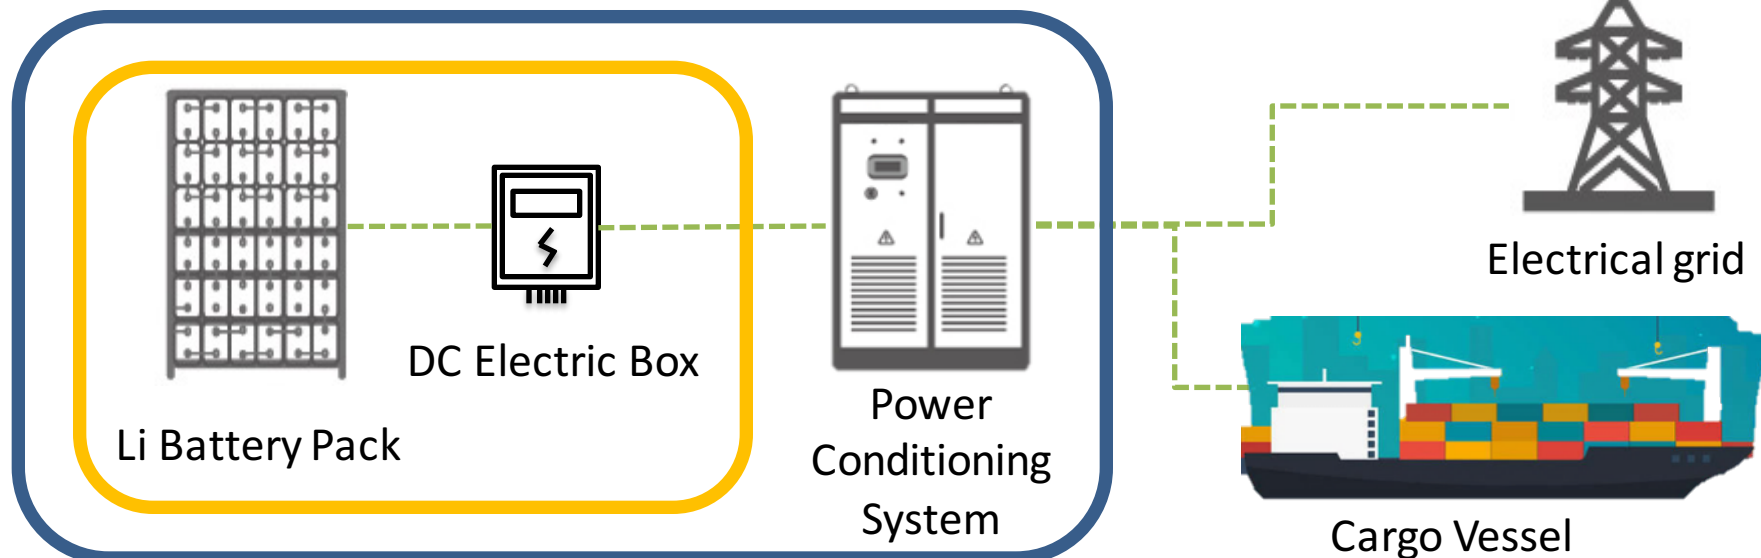 Li Battery Pack
DC Electric Box
Power
Conditioning
System
Electrical grid
Cargo Vessel